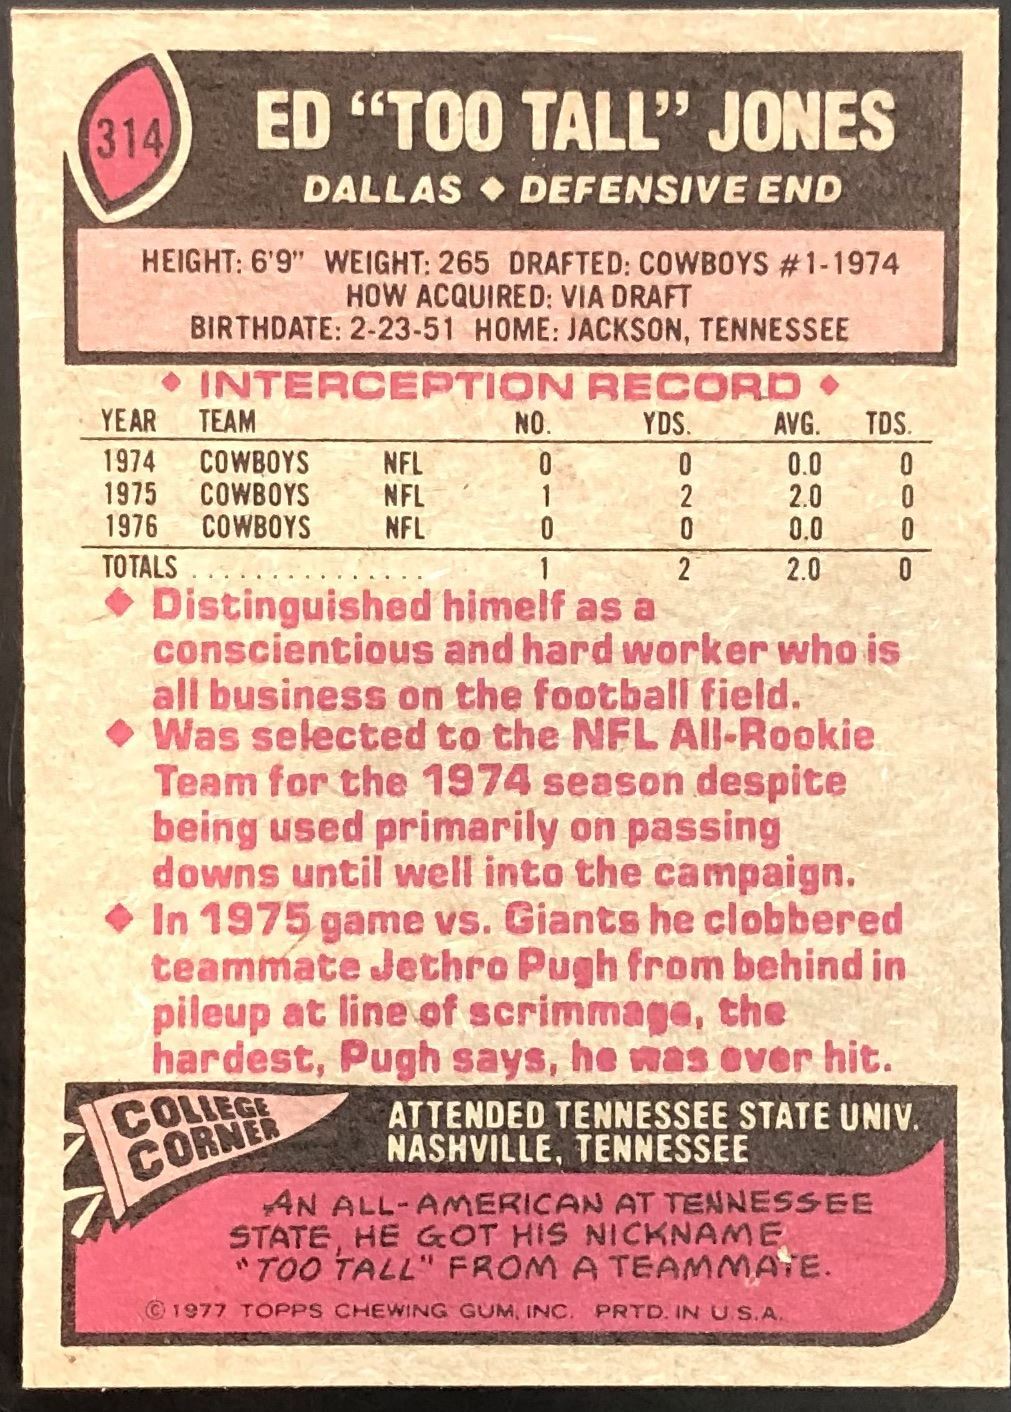 314
ED “TOO TALL” JONES
DALLAS ◆ DEFENSIVE END
HEIGHT: 6'9" WEIGHT: 265 DRAFTED: COWBOYS #1-1974
HOW ACQUIRED: VIA DRAFT
BIRTHDATE: 2-23-51 HOME: JACKSON, TENNESSEE
◆ INTERCEPTION RECORD ◆
YEAR TEAM NO. YDS. AVG. TDS.
1974 COWBOYS NFL 0 0 0.0 0
1975 COWBOYS NFL 1 2 2.0 0
1976 COWBOYS NFL 0 0 0.0 0
TOTALS . . . . . . . . . . . . . . . 1 2 2.0 0
◆ Distinguished himself as a
conscientious and hard worker who is
all business on the football field.
◆ Was selected to the NFL All-Rookie
Team for the 1974 season despite
being used primarily on passing
downs until well into the campaign.
◆ In 1975 game vs. Giants he clobbered
teammate Jethro Pugh from behind in
pileup at line of scrimmage, the
hardest, Pugh says, he was ever hit.
COLLEGE
CORNER
ATTENDED TENNESSEE STATE UNIV.
NASHVILLE, TENNESSEE
AN ALL-AMERICAN AT TENNESSEE
STATE, HE GOT HIS NICKNAME
"TOO TALL" FROM A TEAMMATE.
© 1977 TOPPS CHEWING GUM, INC. PRTD. IN U.S.A.